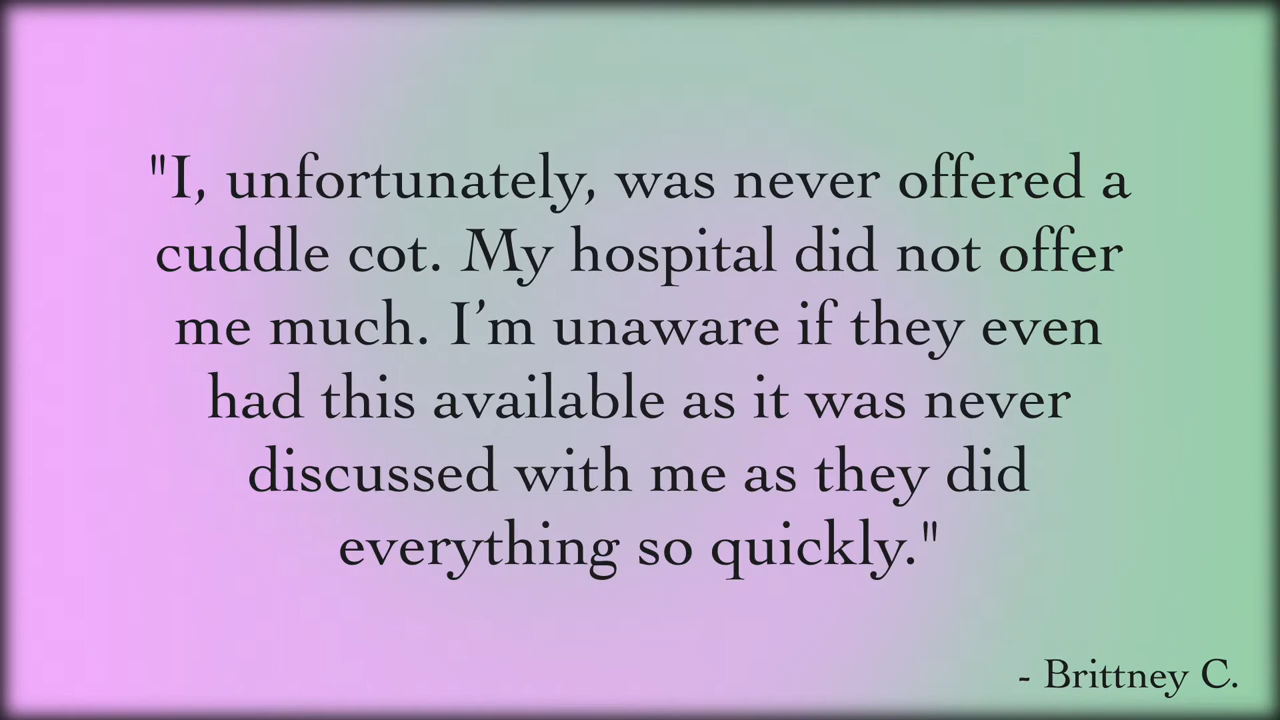 "I, unfortunately, was never offered a
cuddle cot. My hospital did not offer
me much. I’m unaware if they even
had this available as it was never
discussed with me as they did
everything so quickly."
- Brittney C.